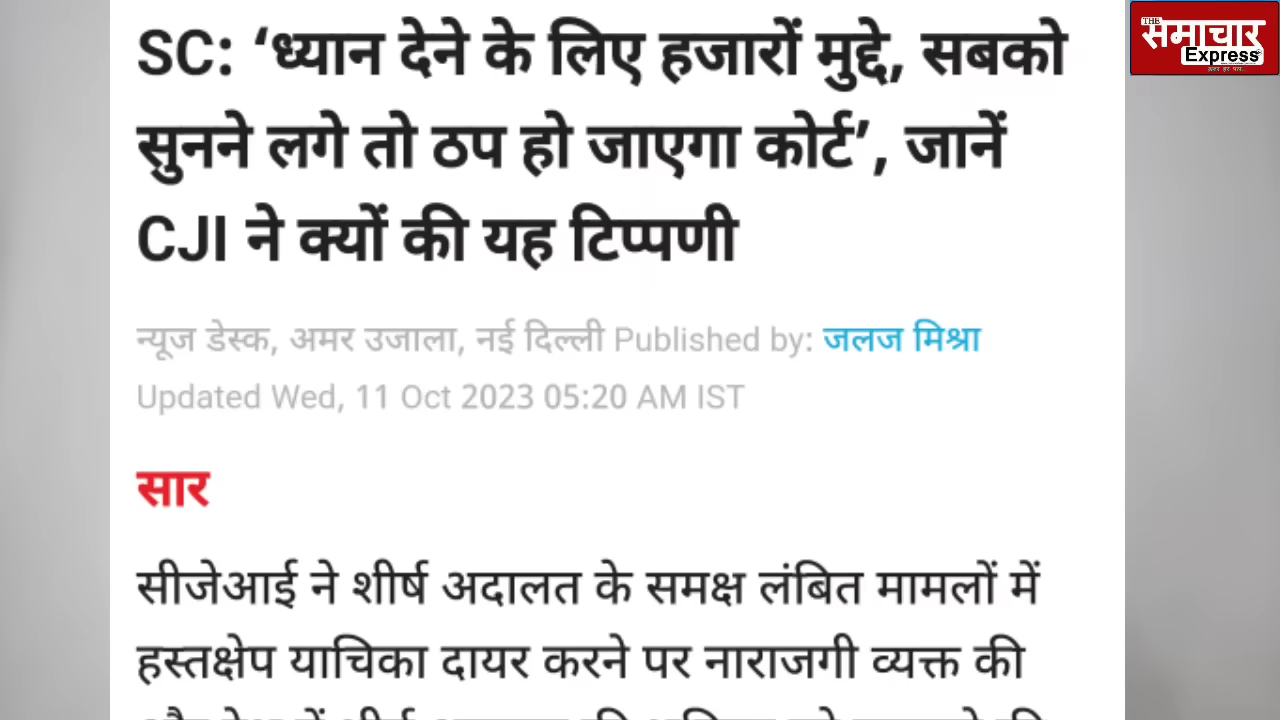 THE
समाचार
Express
SC: ‘ध्यान देने के लिए हजारों मुद्दे, सबको
सुनने लगे तो ठप हो जाएगा कोर्ट’, जानें
CJI ने क्यों की यह टिप्पणी
न्यूज डेस्क, अमर उजाला, नई दिल्ली Published by: जलज मिश्रा
Updated Wed, 11 Oct 2023 05:20 AM IST
सार
सीजेआई ने शीर्ष अदालत के समक्ष लंबित मामलों में
हस्तक्षेप याचिका दायर करने पर नाराजगी व्यक्त की